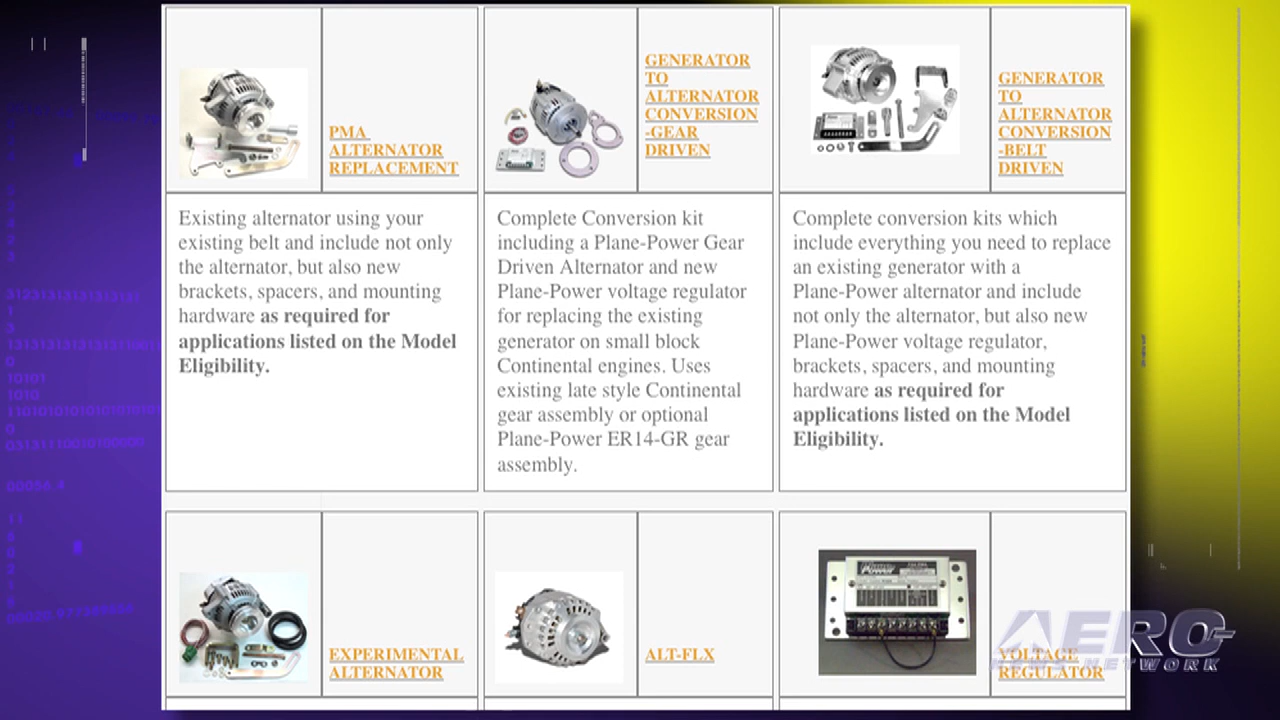 PMA
ALTERNATOR
REPLACEMENT
GENERATOR
TO
ALTERNATOR
CONVERSION
-GEAR
DRIVEN
GENERATOR
TO
ALTERNATOR
CONVERSION
-BELT
DRIVEN
Existing alternator using your
existing belt and include not only
the alternator, but also new
brackets, spacers, and mounting
hardware as required for
applications listed on the Model
Eligibility.
Complete Conversion kit
including a Plane-Power Gear
Driven Alternator and new
Plane-Power voltage regulator
for replacing the existing
generator on small block
Continental engines. Uses
existing late style Continental
gear assembly or optional
Plane-Power ER14-GR gear
assembly.
Complete conversion kits which
include everything you need to replace
an existing generator with a
Plane-Power alternator and include
not only the alternator, but also new
Plane-Power voltage regulator,
brackets, spacers, and mounting
hardware as required for
applications listed on the Model
Eligibility.
EXPERIMENTAL
ALTERNATOR
ALT-FLX
VOLTAGE
REGULATOR
AERO-
NEWS NETWORK